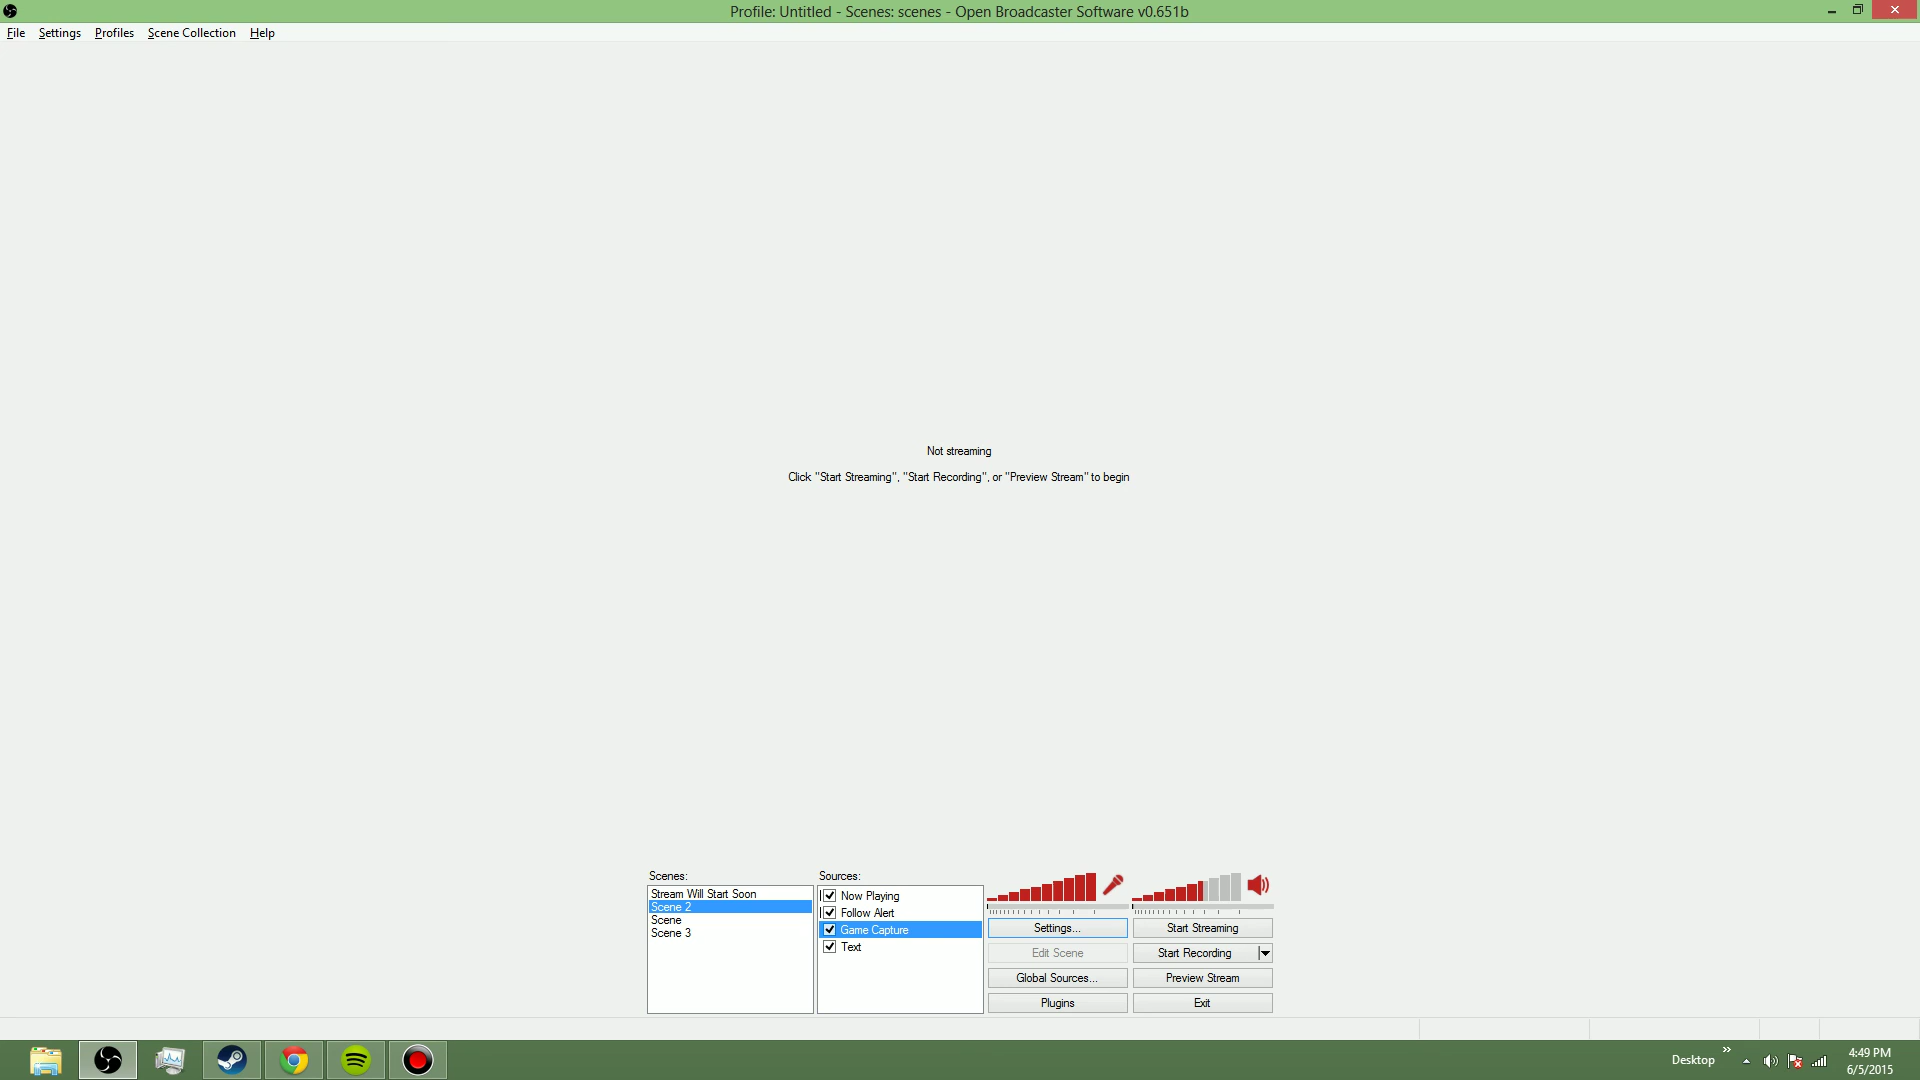 Profile: Untitled - Scenes: scenes - Open Broadcaster Software v0.651b
File Settings Profiles Scene Collection Help
Not streaming
Click "Start Streaming", "Start Recording", or "Preview Stream" to begin
Scenes:
Stream Will Start Soon
Scene 2
Scene
Scene 3
Sources:
Now Playing
Follow Alert
Game Capture
Text
Settings...
Start Streaming
Edit Scene
Start Recording
Global Sources...
Preview Stream
Plugins
Exit
Desktop
4:49 PM
6/5/2015